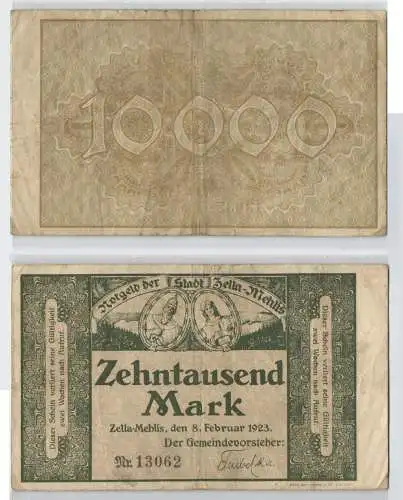 10000
Notgeld der Stadt Zella-Mehlis
Dieser Schein verliert seine Gültigkeit
zwei Wochen nach Aufruf.
Zehntausend
Mark
Zella-Mehlis, den 8. Februar 1923.
Der Gemeindevorsteher:
Nr. 13062
Dieser Schein verliert seine Gültigkeit
zwei Wochen nach Aufruf.